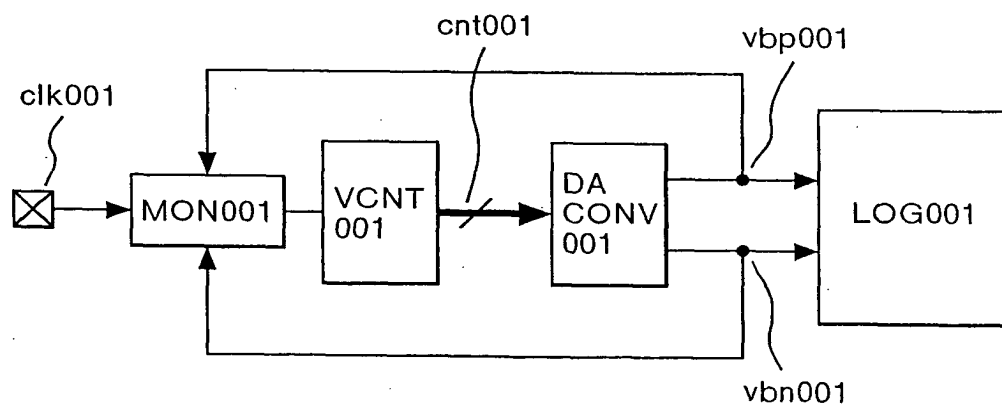 cnt001
vbp001
clk001
MON001
VCNT
001
DA
CONV
001
LOG001
vbn001